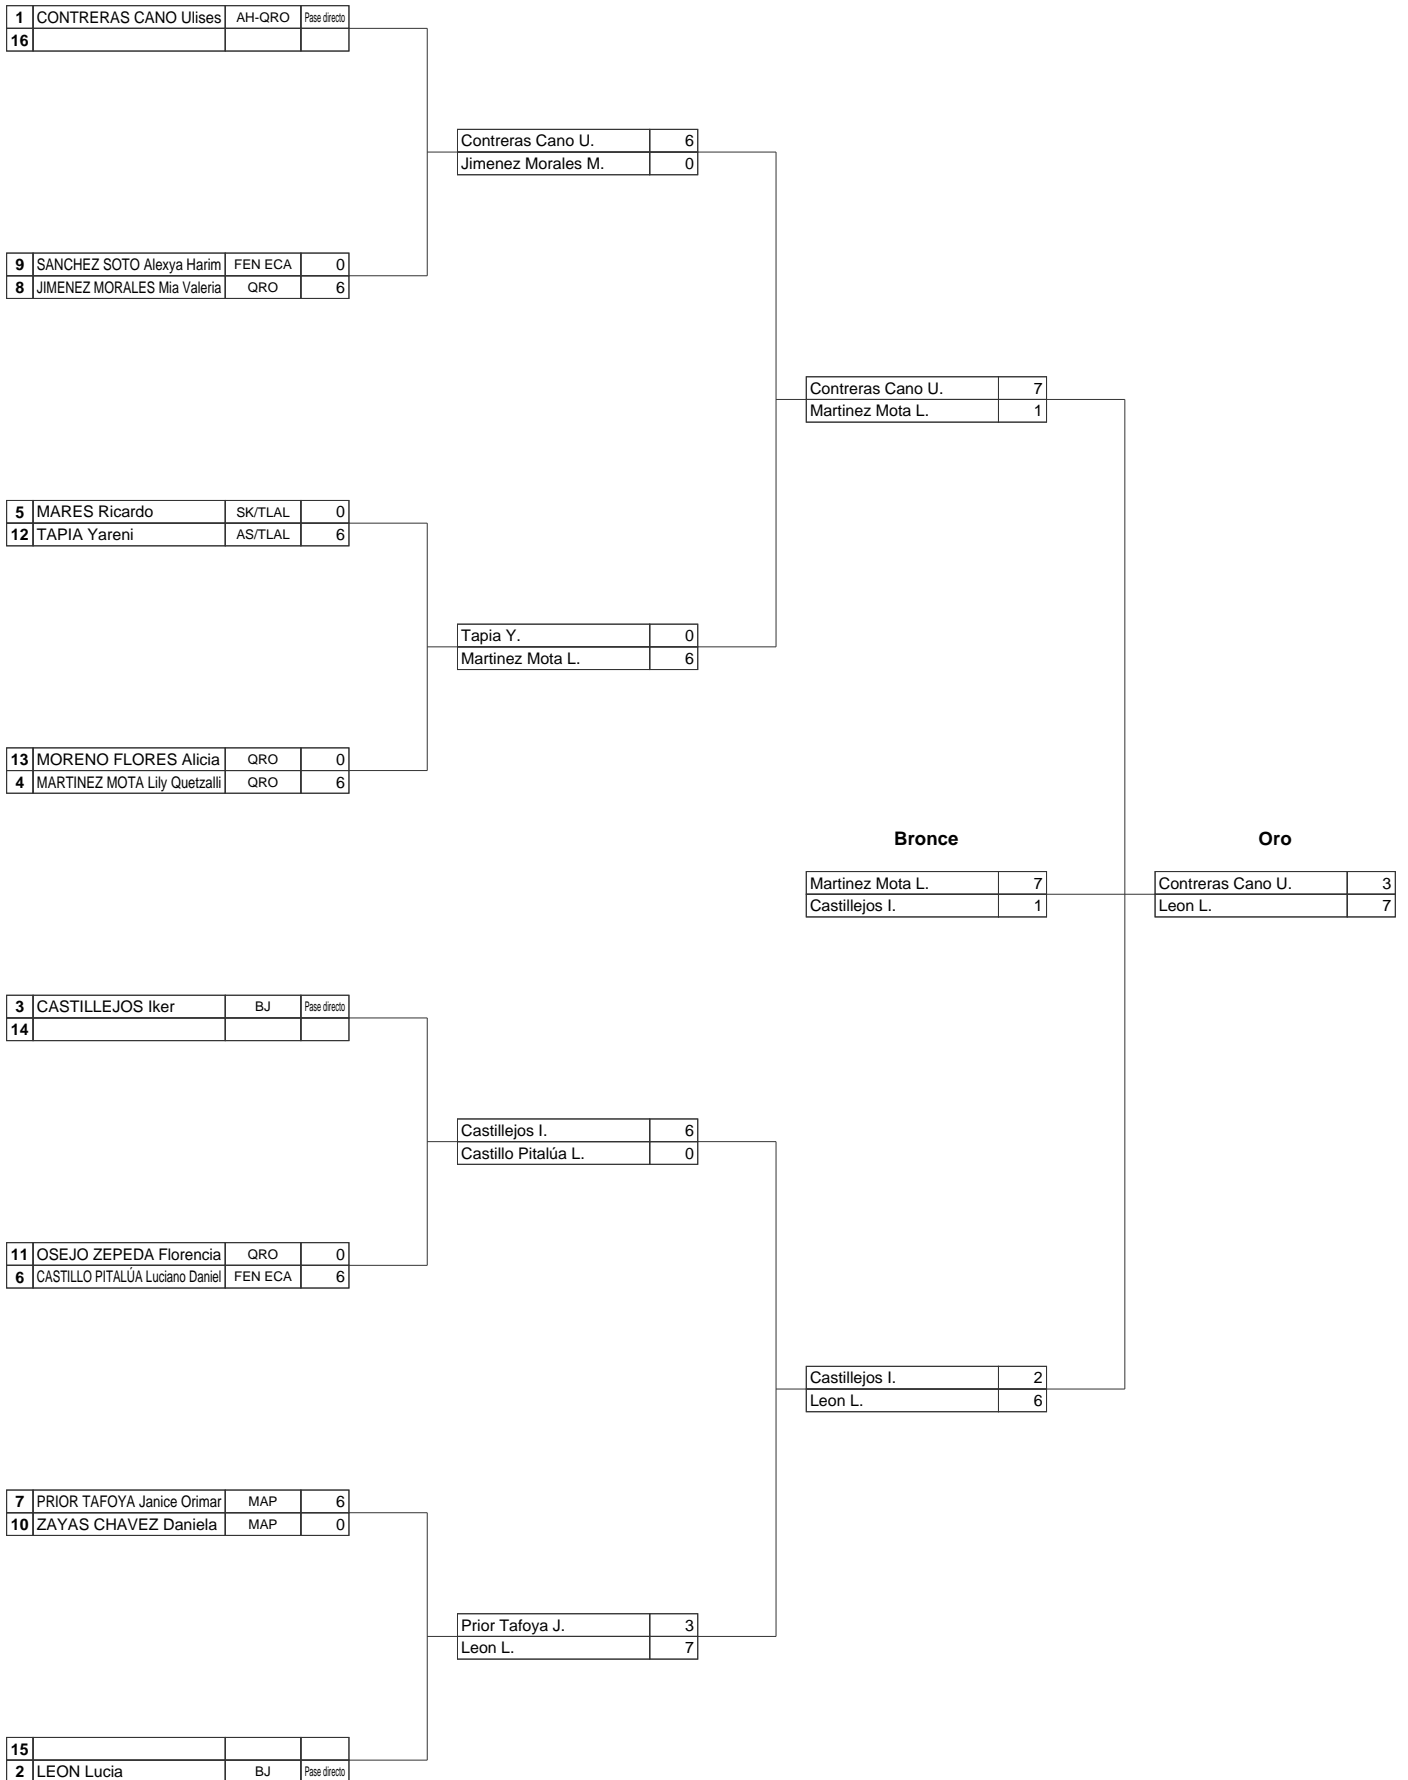 1 CONTRERAS CANO Ulises AH-QRO Pase directo
16
Contreras Cano U. 6
Jimenez Morales M. 0
9 SANCHEZ SOTO Alexya Harim FEN ECA 0
8 JIMENEZ MORALES Mia Valeria QRO 6
Contreras Cano U. 7
Martinez Mota L. 1
5 MARES Ricardo SK/TLAL 0
12 TAPIA Yareni AS/TLAL 6
Tapia Y. 0
Martinez Mota L. 6
13 MORENO FLORES Alicia QRO 0
4 MARTINEZ MOTA Lily Quetzalli QRO 6
Bronce Oro
Martinez Mota L. 7 Contreras Cano U. 3
Castillejos I. 1 Leon L. 7
3 CASTILLEJOS Iker BJ Pase directo
14
Castillejos I. 6
Castillo Pitalúa L. 0
11 OSEJO ZEPEDA Florencia QRO 0
6 CASTILLO PITALÚA Luciano Daniel FEN ECA 6
Castillejos I. 2
Leon L. 6
7 PRIOR TAFOYA Janice Orimar MAP 6
10 ZAYAS CHAVEZ Daniela MAP 0
Prior Tafoya J. 3
Leon L. 7
15
2 LEON Lucia BJ Pase directo